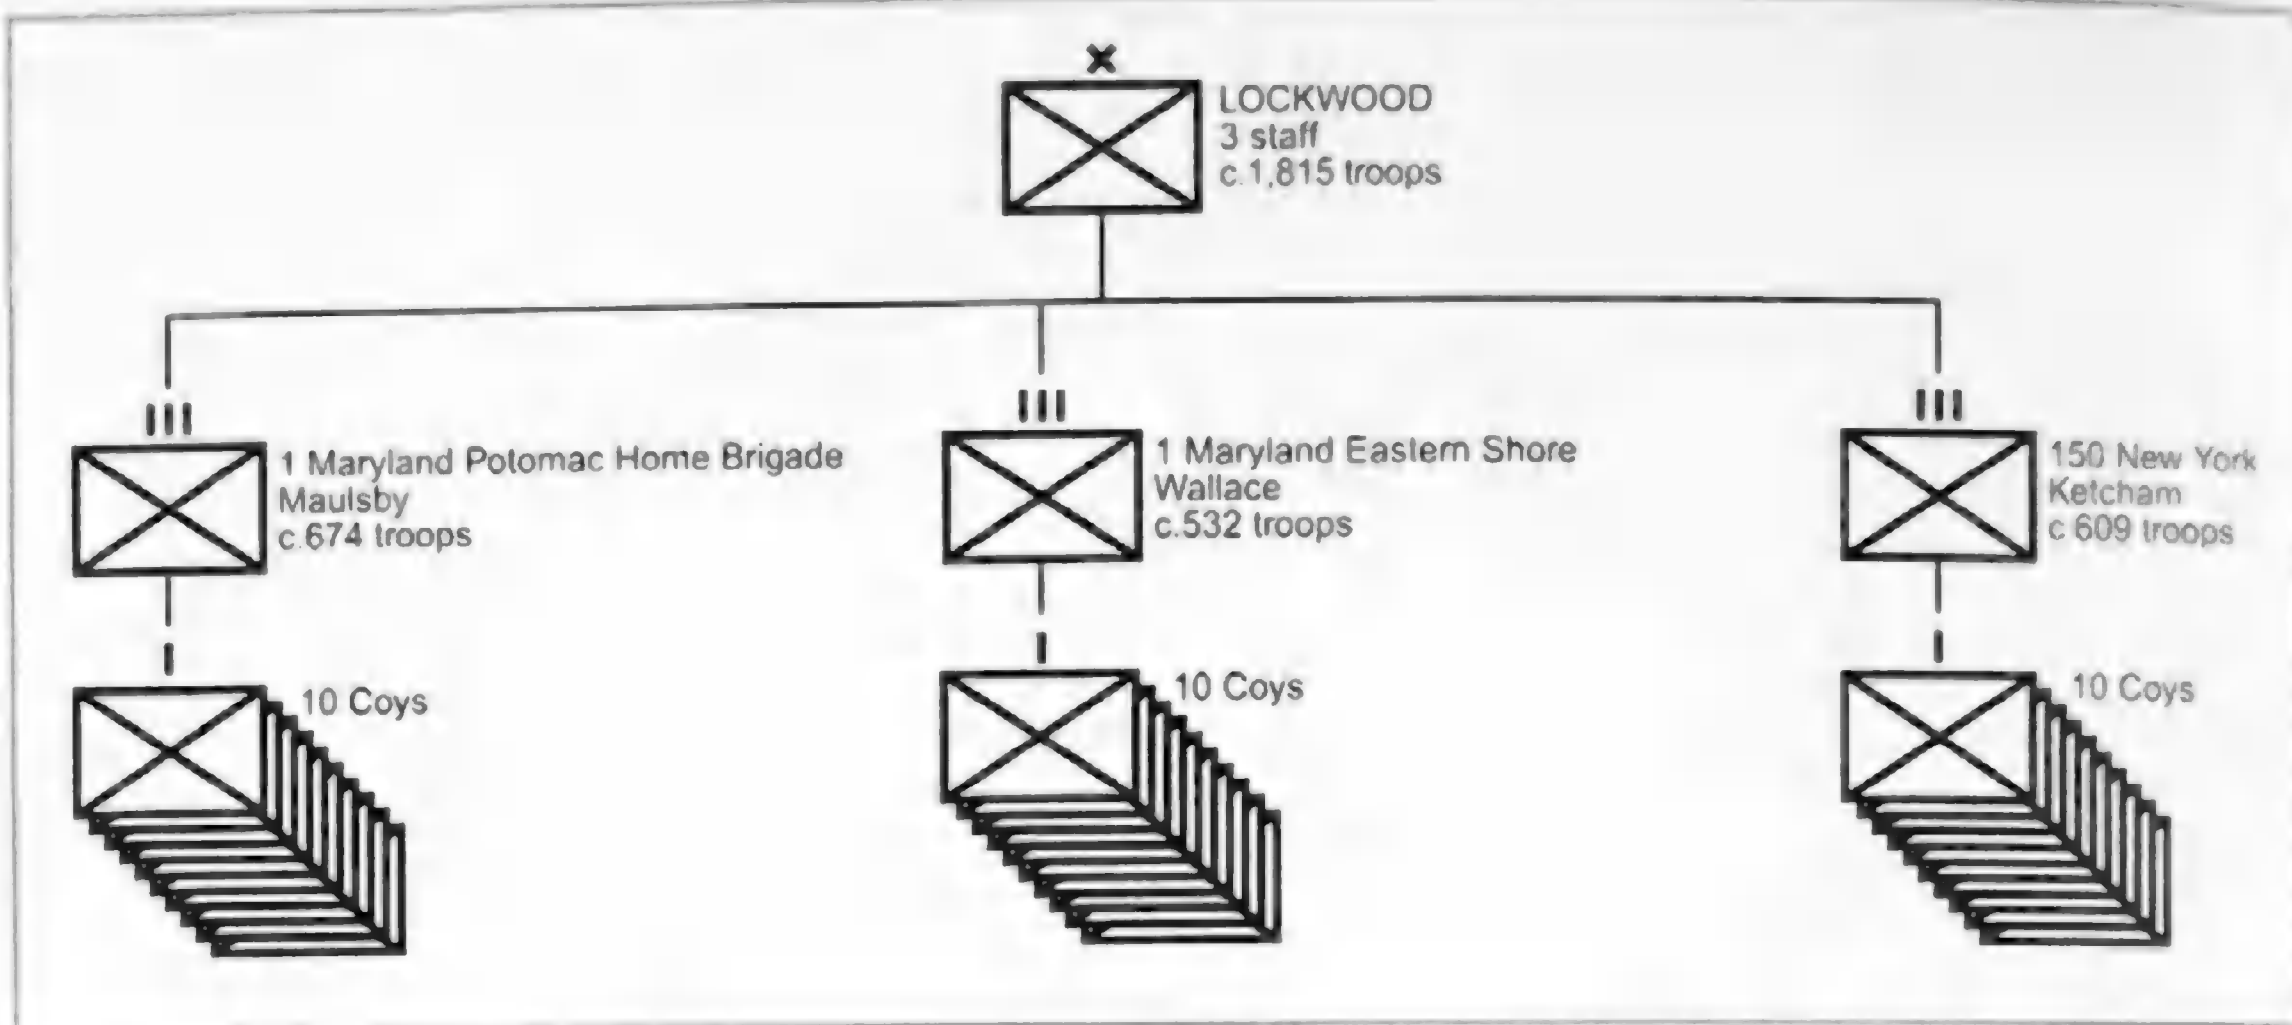 LOCKWOOD
3 staff
c.1,815 troops
1 Maryland Potomac Home Brigade
Maulsby
c.674 troops
1 Maryland Eastern Shore
Wallace
c.532 troops
150 New York
Ketcham
c.609 troops
10 Coys
10 Coys
10 Coys